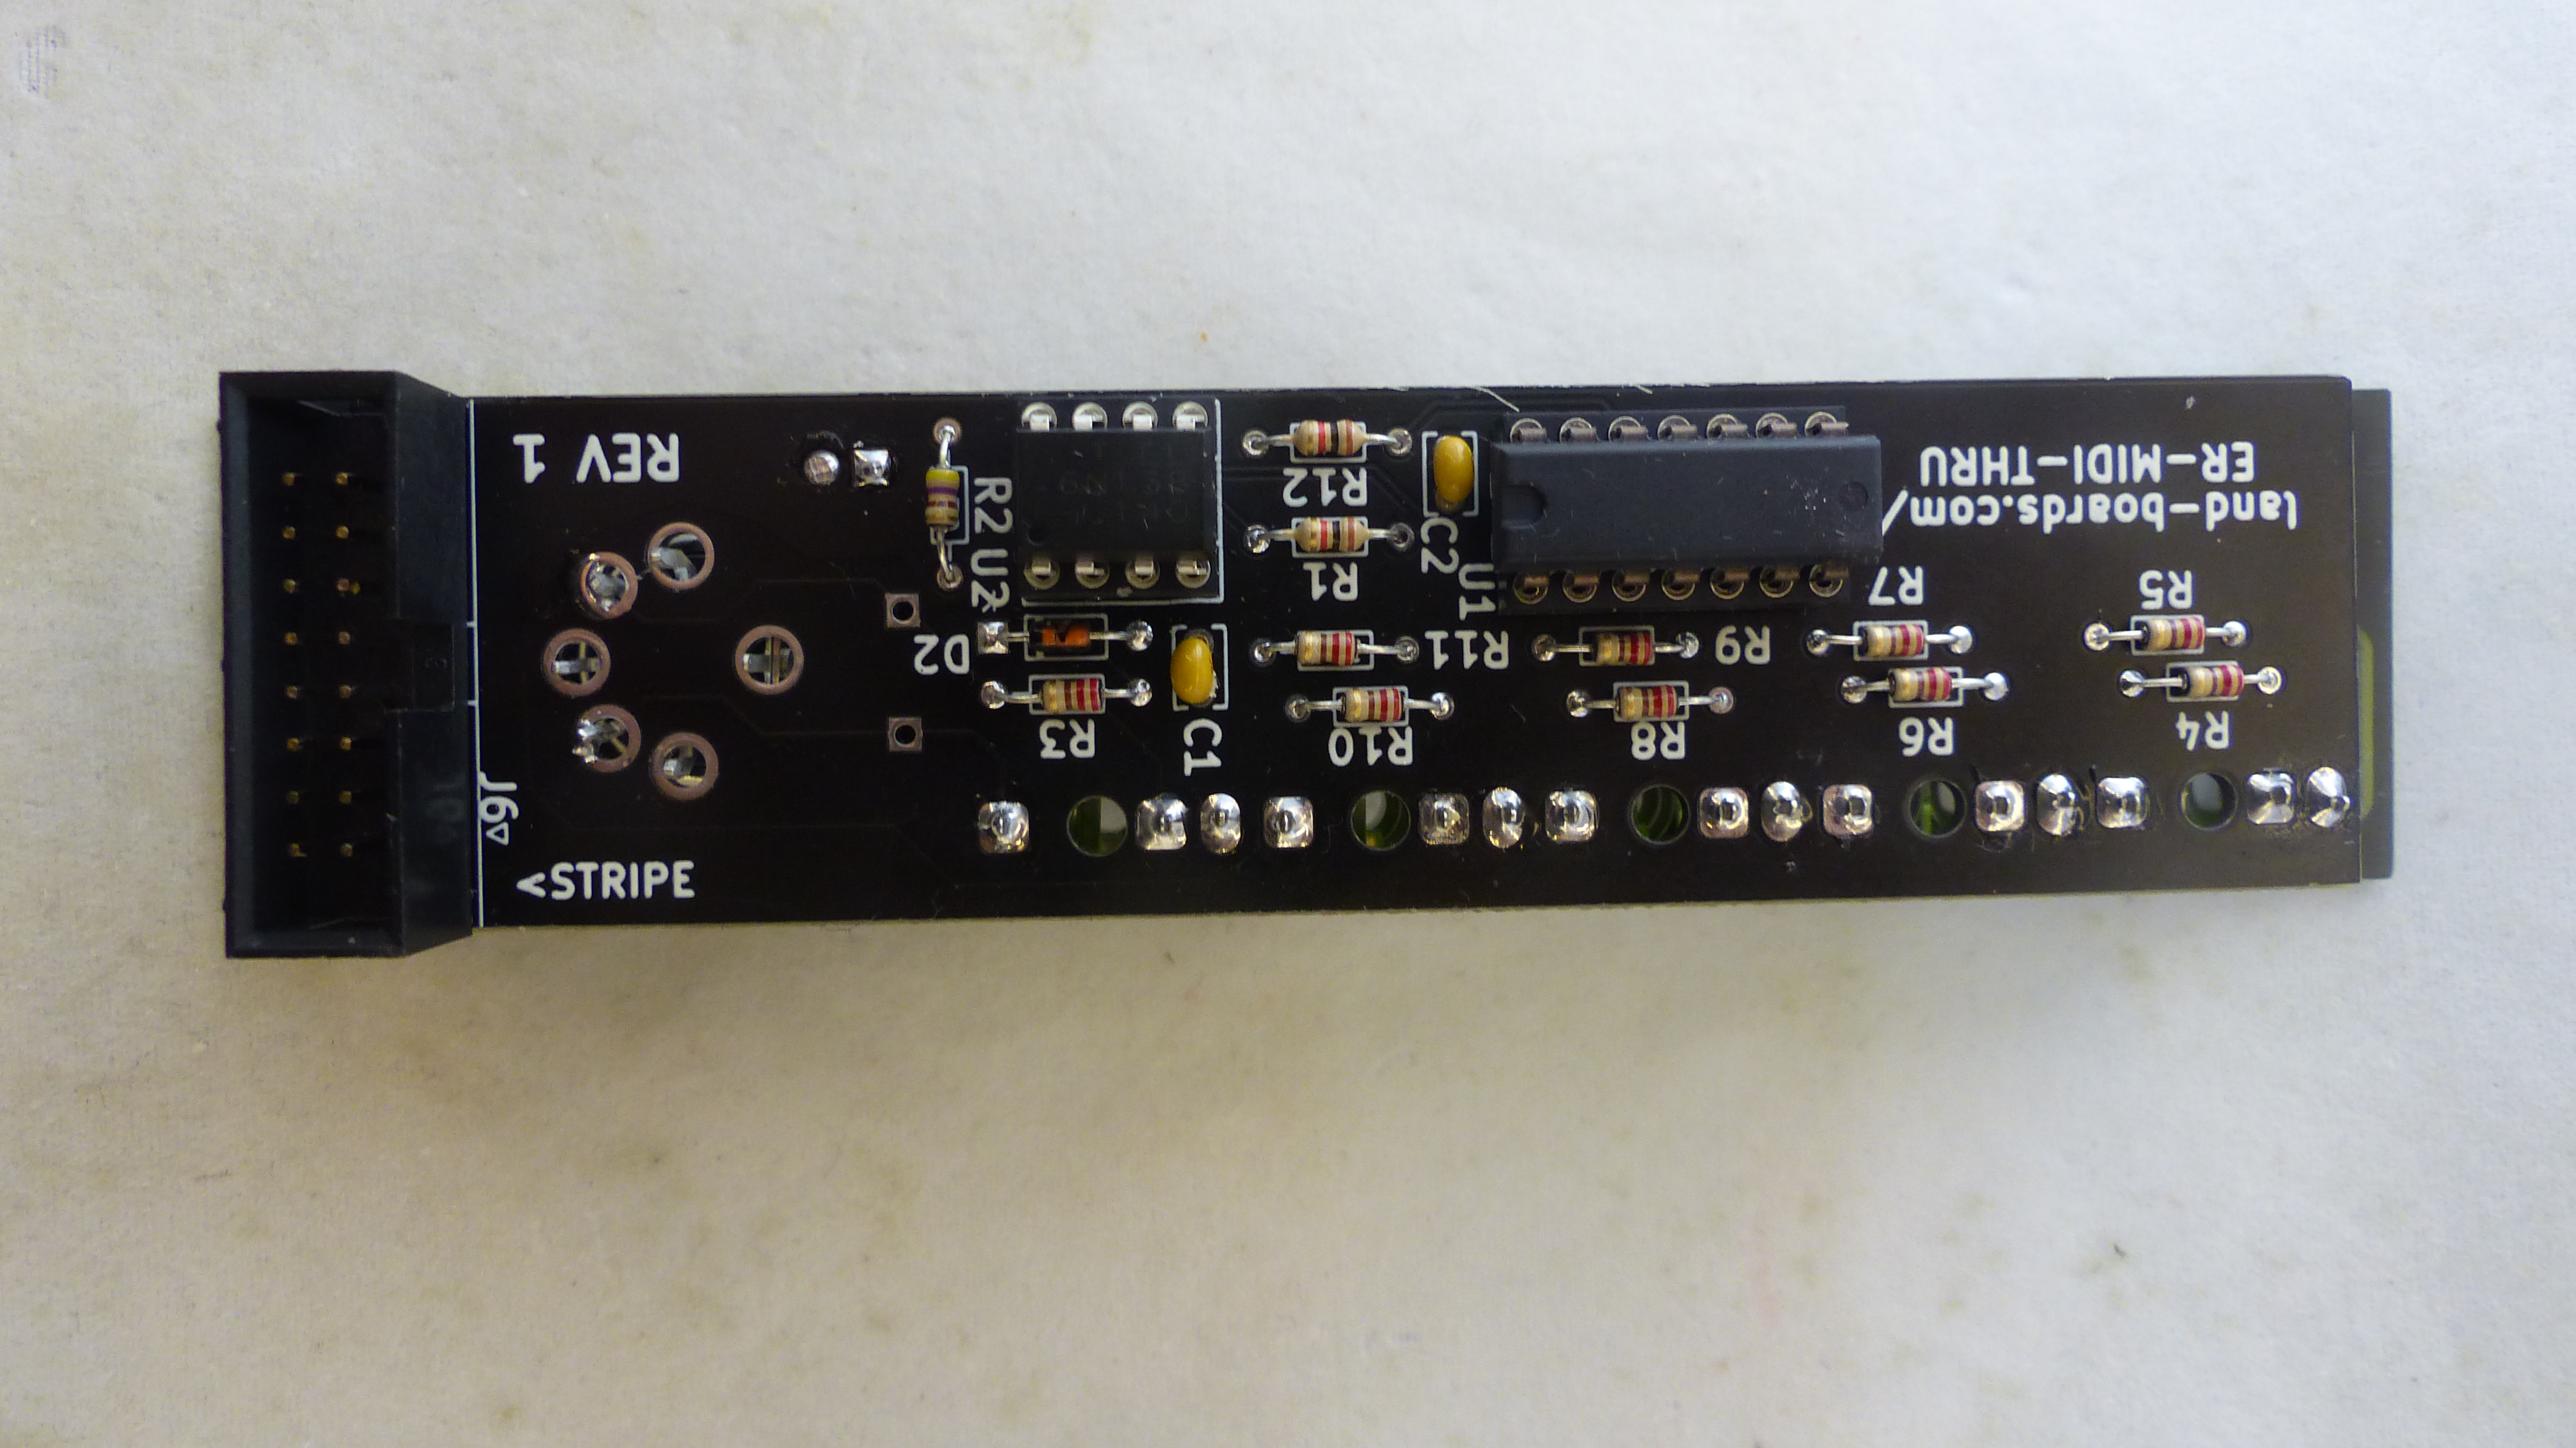 land-boards.com/
ER-MIDI-THRU
R4
R5
R6
R7
R9
R8
U1
R11
C2
R10
R12
R1
C1
R3
R2
U2
D2
REV 1
<STRIPE
J6